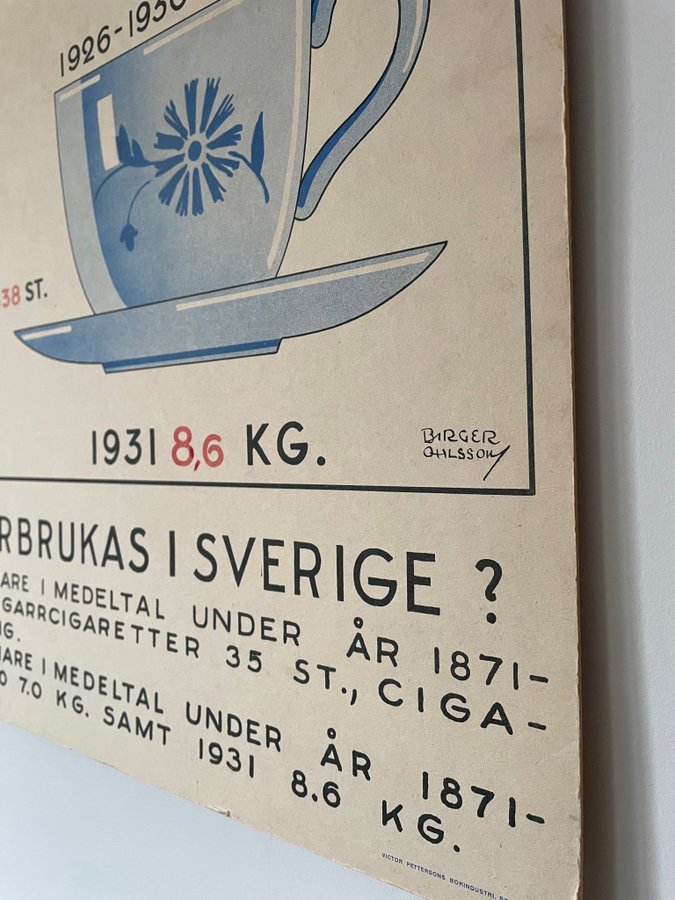 1926-1930
38 ST.
1931 8,6 KG.
BIRGER
OHLSSON
RBRUKAS I SVERIGE ?
ARE I MEDELTAL UNDER ÅR 1871-
GARRCIGARETTER 35 ST., CIGA-
IG.
ARE I MEDELTAL UNDER ÅR 1871-
0 7.0 KG. SAMT 1931 8.6 KG.
VICTOR PETTERSONS BOKINDUSTRI, ST